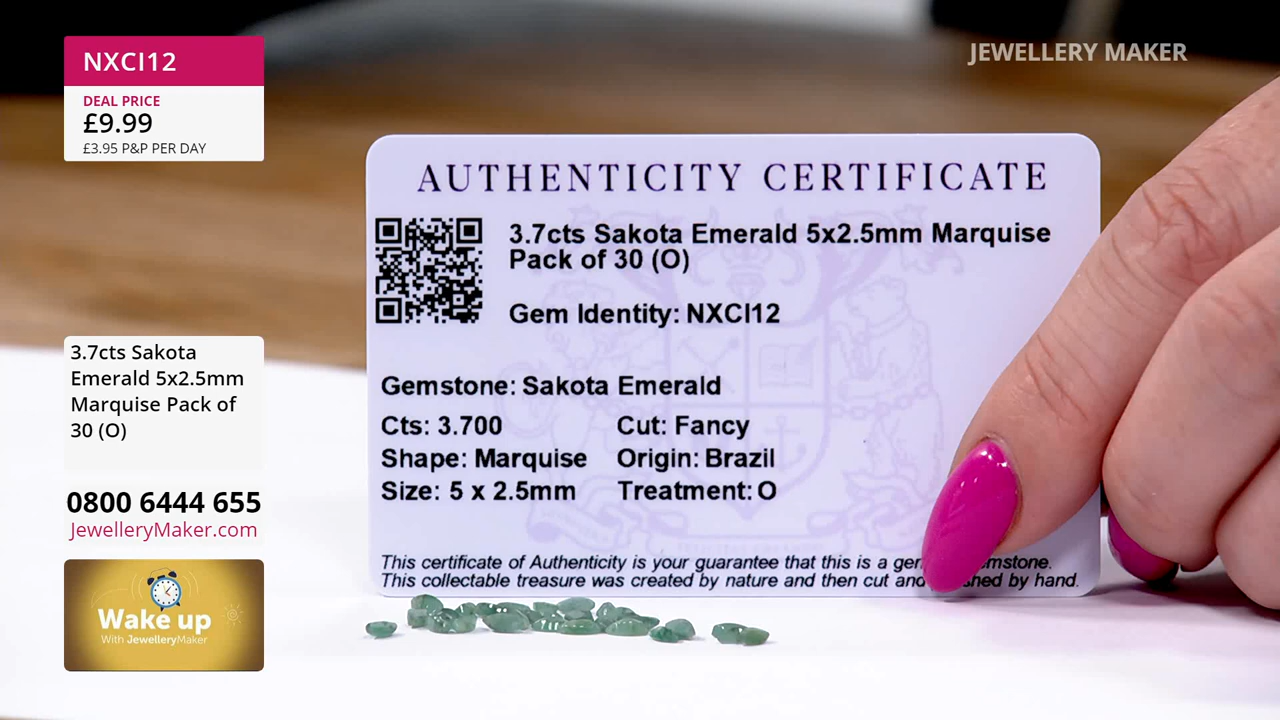 NXCI12
DEAL PRICE
£9.99
£3.95 P&P PER DAY
JEWELLERY MAKER
AUTHENTICITY CERTIFICATE
3.7cts Sakota Emerald 5x2.5mm Marquise
Pack of 30 (O)
Gem Identity: NXCI12
Gemstone: Sakota Emerald
Cts: 3.700 Cut: Fancy
Shape: Marquise Origin: Brazil
Size: 5 x 2.5mm Treatment: O
This certificate of Authenticity is your guarantee that this is a
This collectable treasure was created by nature and then cut and by hand.
3.7cts Sakota
Emerald 5x2.5mm
Marquise Pack of
30 (O)
0800 6444 655
JewelleryMaker.com
Wake up
With JewelleryMaker